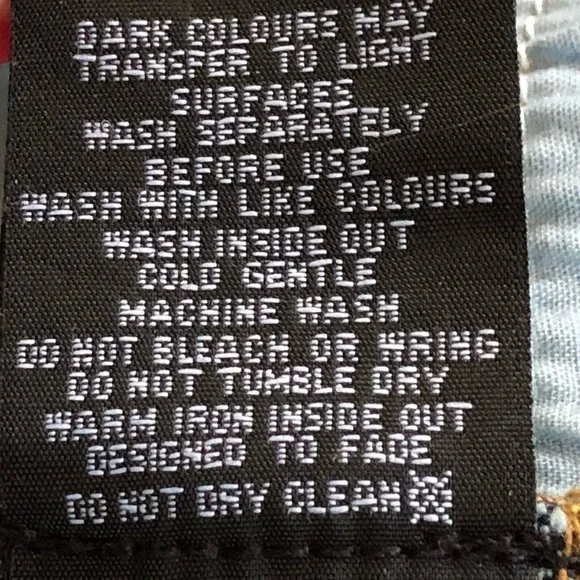 DARK COLOURS MAY
TRANSFER TO LIGHT
SURFACES
WASH SEPARATELY
BEFORE USE
WASH WITH LIKE COLOURS
WASH INSIDE OUT
COLD GENTLE
MACHINE WASH
DO NOT BLEACH OR WRING
DO NOT TUMBLE DRY
WARM IRON INSIDE OUT
DESIGNED TO FADE
DO NOT DRY CLEAN